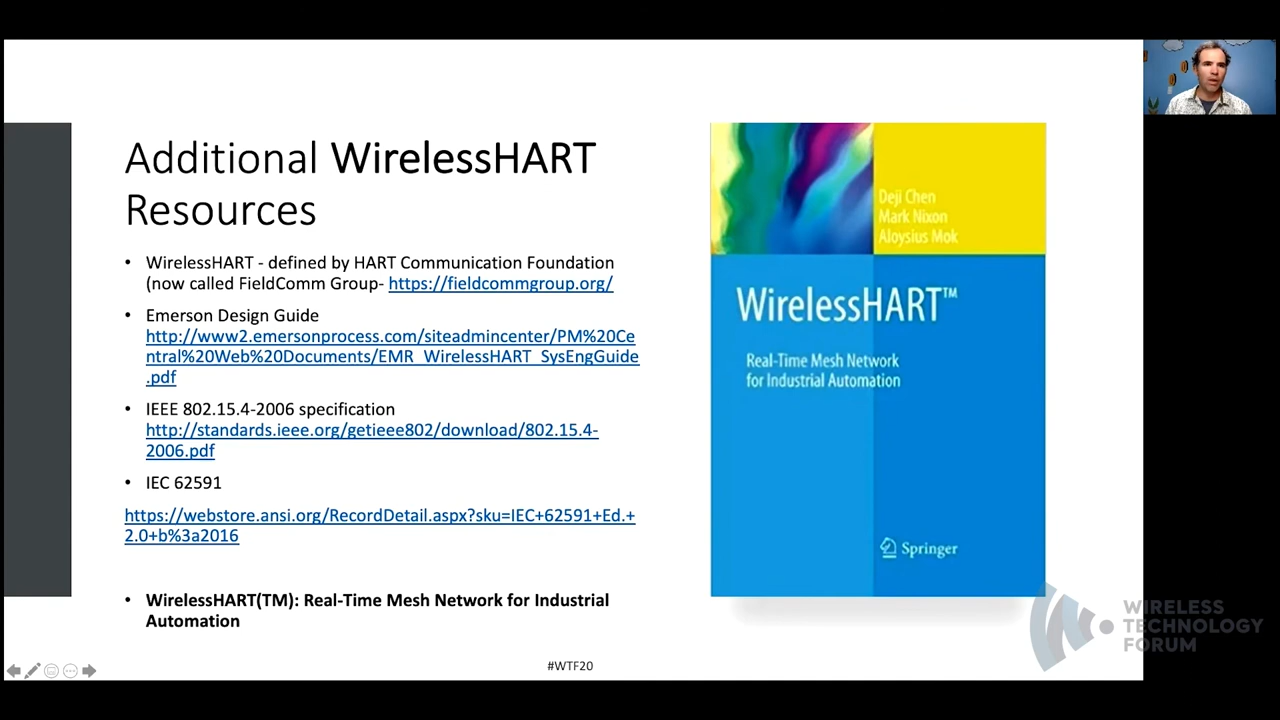 Additional WirelessHART
Resources
• WirelessHART - defined by HART Communication Foundation
(now called FieldComm Group- https://fieldcommgroup.org/
• Emerson Design Guide
http://www2.emersonprocess.com/siteadmincenter/PM%20Ce
ntral%20Web%20Documents/EMR_WirelessHART_SysEngGuide
.pdf
• IEEE 802.15.4-2006 specification
http://standards.ieee.org/getieee802/download/802.15.4-
2006.pdf
• IEC 62591
https://webstore.ansi.org/RecordDetail.aspx?sku=IEC+62591+Ed.+
2.0+b%3a2016
• WirelessHART(TM): Real-Time Mesh Network for Industrial
Automation
#WTF20
Deji Chen
Mark Nixon
Aloysius Mok
WirelessHART™
Real-Time Mesh Network
for Industrial Automation
Springer
WIRELESS
TECHNOLOGY
FORUM